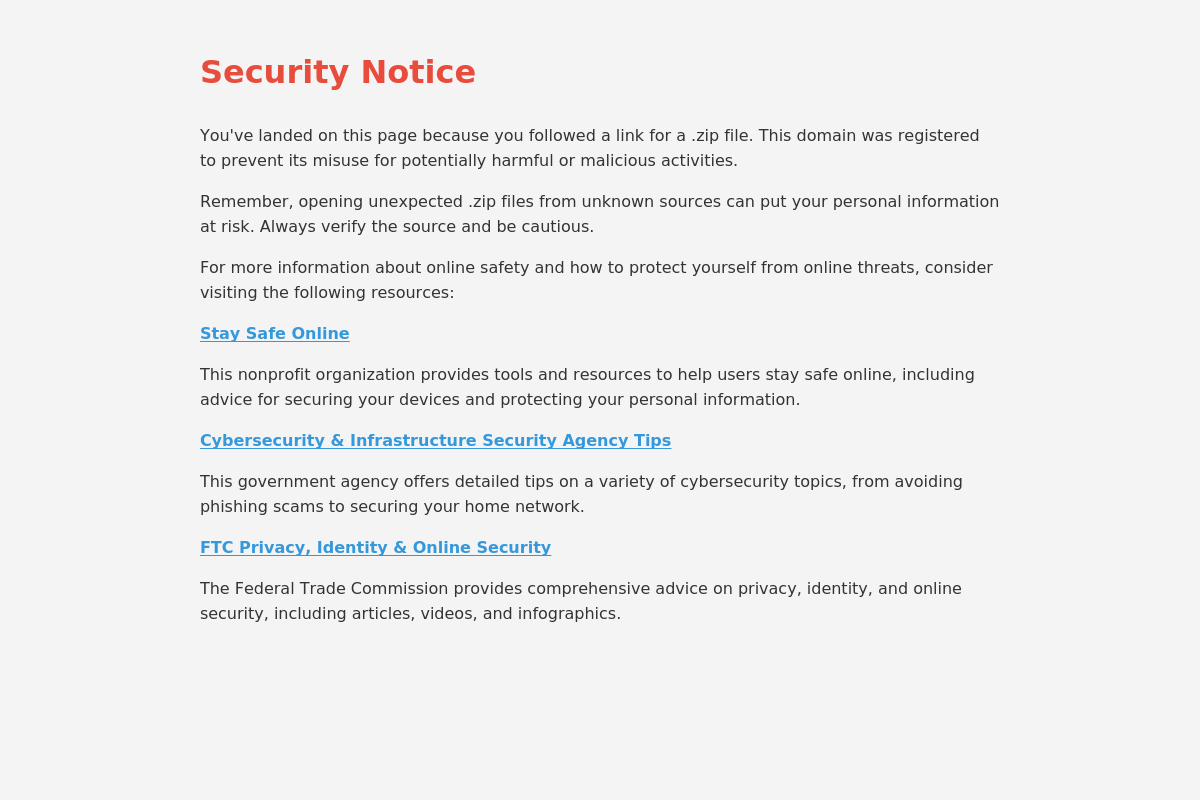 Security Notice
You've landed on this page because you followed a link for a .zip file. This domain was registered
to prevent its misuse for potentially harmful or malicious activities.
Remember, opening unexpected .zip files from unknown sources can put your personal information
at risk. Always verify the source and be cautious.
For more information about online safety and how to protect yourself from online threats, consider
visiting the following resources:
Stay Safe Online
This nonprofit organization provides tools and resources to help users stay safe online, including
advice for securing your devices and protecting your personal information.
Cybersecurity & Infrastructure Security Agency Tips
This government agency offers detailed tips on a variety of cybersecurity topics, from avoiding
phishing scams to securing your home network.
FTC Privacy, Identity & Online Security
The Federal Trade Commission provides comprehensive advice on privacy, identity, and online
security, including articles, videos, and infographics.